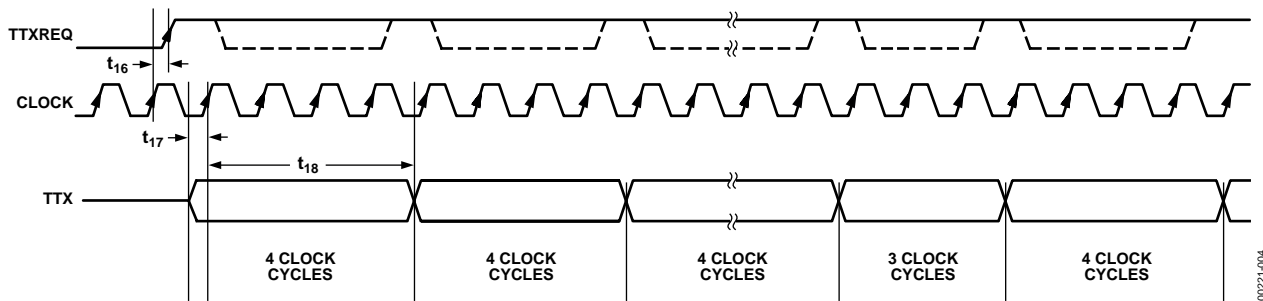 TTXREQ
t16
CLOCK
t17
t18
TTX
4 CLOCK
CYCLES
4 CLOCK
CYCLES
4 CLOCK
CYCLES
3 CLOCK
CYCLES
4 CLOCK
CYCLES
00221-004